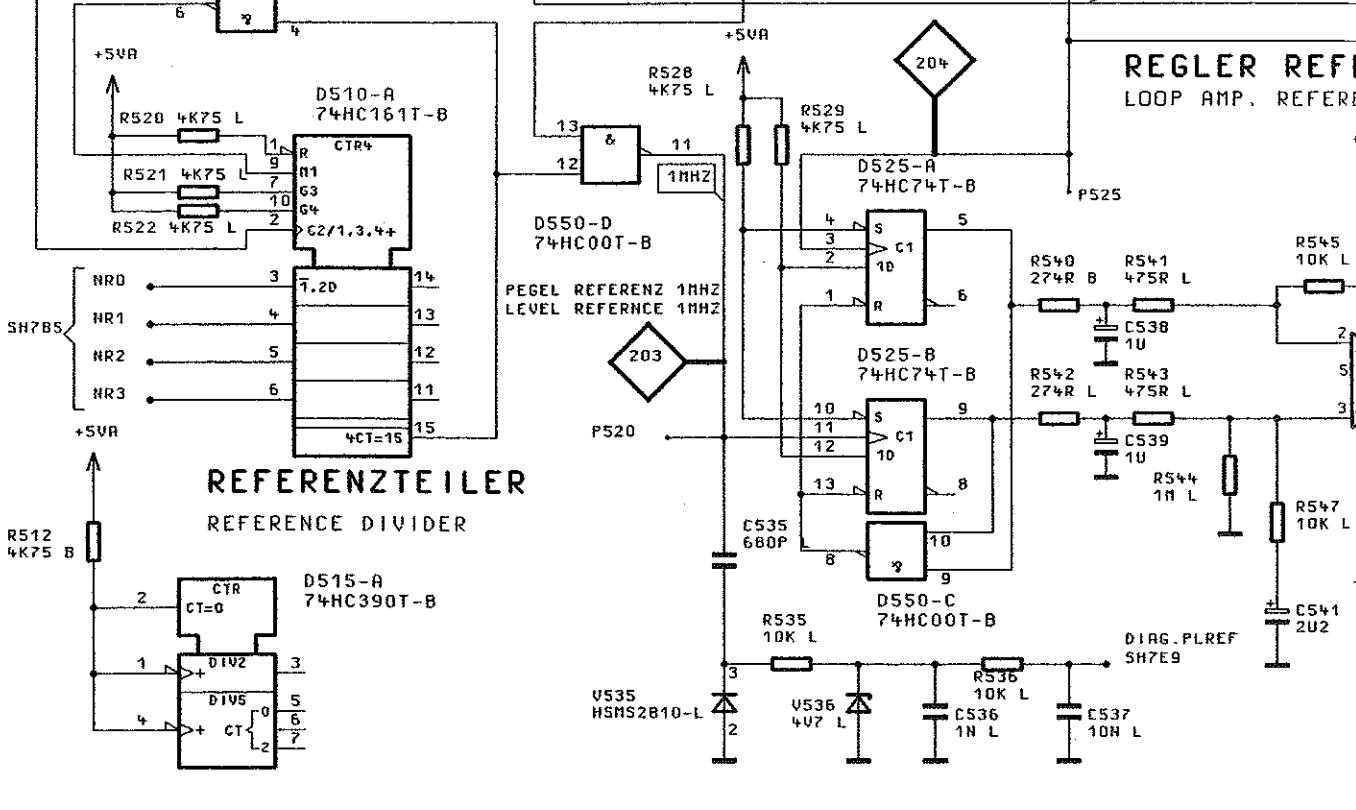 6
4
+5VA
R520 4K75 L
R521 4K75 L
R522 4K75 L
D510-A
74HC161T-B
CTR4
1
R
9
M1
7
G3
10
G4
2
C2/1,3,4+
NR0
3
1,2D
14
NR1
4
13
NR2
5
12
NR3
6
11
SH7B5
15
4CT=15
REFERENZTEILER
REFERENCE DIVIDER
+5VA
R512
4K75 B
D515-A
74HC390T-B
CTR
2
CT=0
DIV2
1
+
3
DIV5
4
+
CT
0
2
5
6
7
13
12
&
11
1MHZ
D550-D
74HC00T-B
PEGEL REFERENZ 1MHZ
LEVEL REFERNCE 1MHZ
203
P520
+5VA
R528
4K75 L
R529
4K75 L
204
P525
D525-A
74HC74T-B
4
S
5
3
C1
2
1D
1
R
6
D525-B
74HC74T-B
10
S
9
11
C1
12
1D
13
R
8
8
&
10
9
D550-C
74HC00T-B
C535
680P
R535
10K L
R536
10K L
DIAG.PLREF
SH7E9
V535
HSMS2810-L
3
2
V536
4V7 L
C536
1N L
C537
10N L
REGLER REF
LOOP AMP. REFERE
R540
274R B
R541
475R L
R545
10K L
C538
1U
+
R542
274R L
R543
475R L
C539
1U
+
R544
1M L
R547
10K L
C541
2U2
+
2
5
3